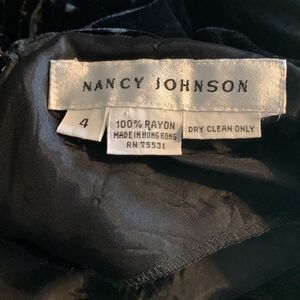 NANCY JOHNSON
4
100% RAYON
MADE IN HONG KONG
RN 75531
DRY CLEAN ONLY